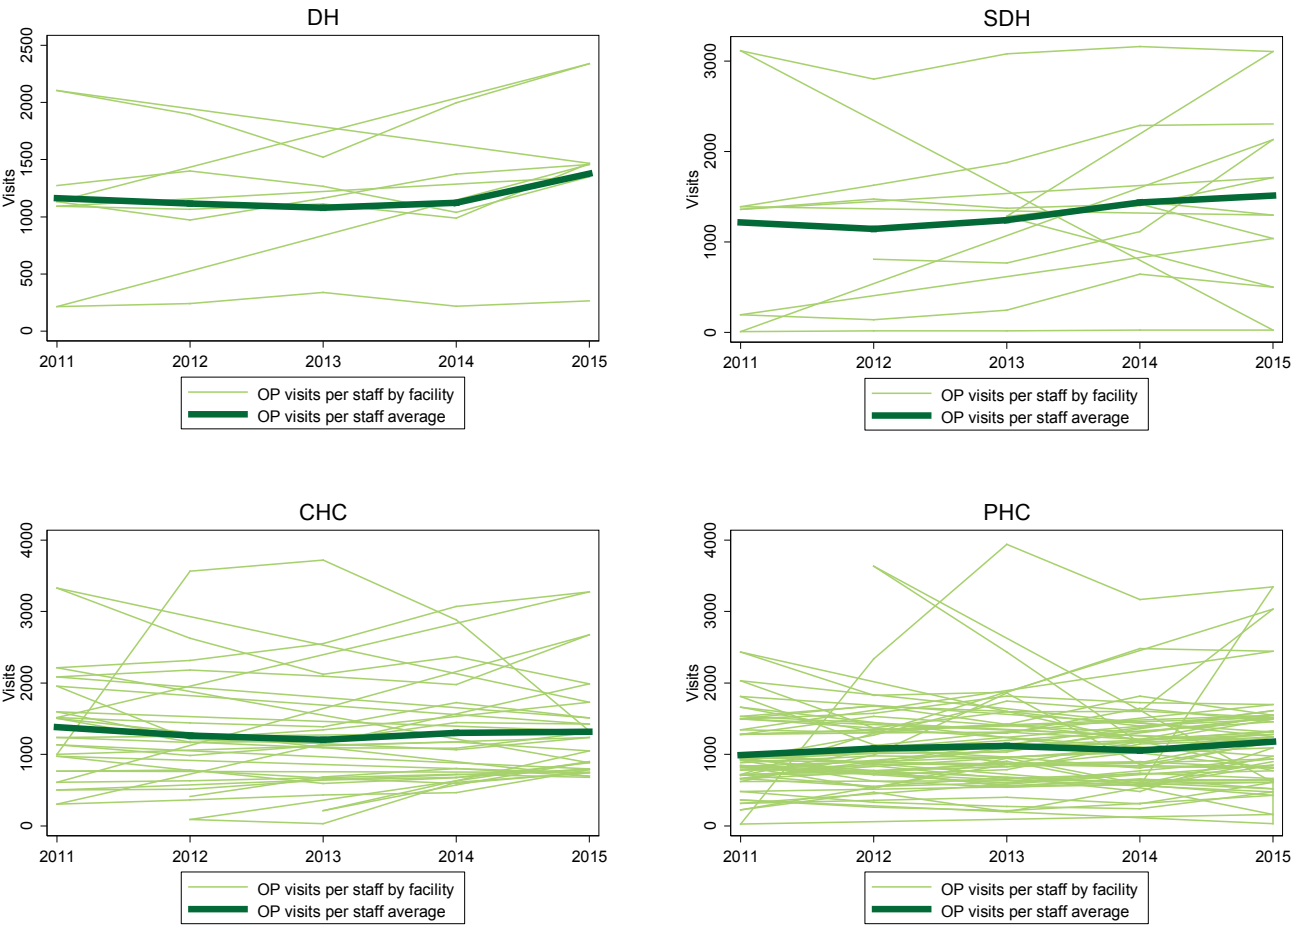 DH
Visits
2500
2000
1500
1000
500
0
2011 2012 2013 2014 2015
OP visits per staff by facility
OP visits per staff average
SDH
Visits
3000
2000
1000
0
2011 2012 2013 2014 2015
OP visits per staff by facility
OP visits per staff average
CHC
Visits
4000
3000
2000
1000
0
2011 2012 2013 2014 2015
OP visits per staff by facility
OP visits per staff average
PHC
Visits
4000
3000
2000
1000
0
2011 2012 2013 2014 2015
OP visits per staff by facility
OP visits per staff average